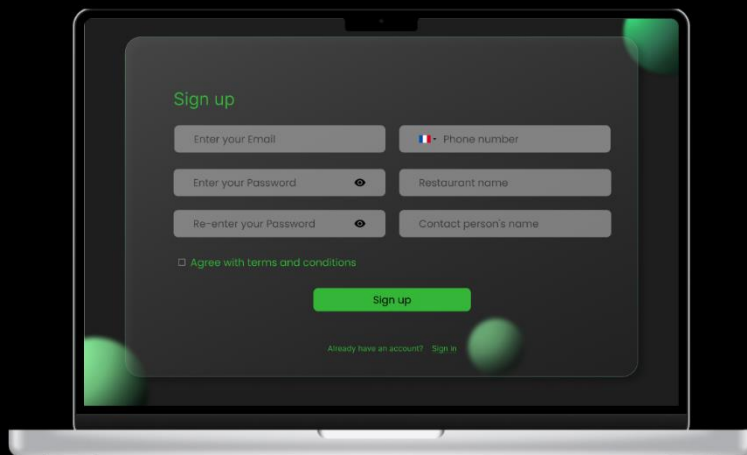 Sign up
Enter your Email
Phone number
Enter your Password
Restaurant name
Re-enter your Password
Contact person's name
Agree with terms and conditions
Sign up
Already have an account? Sign in